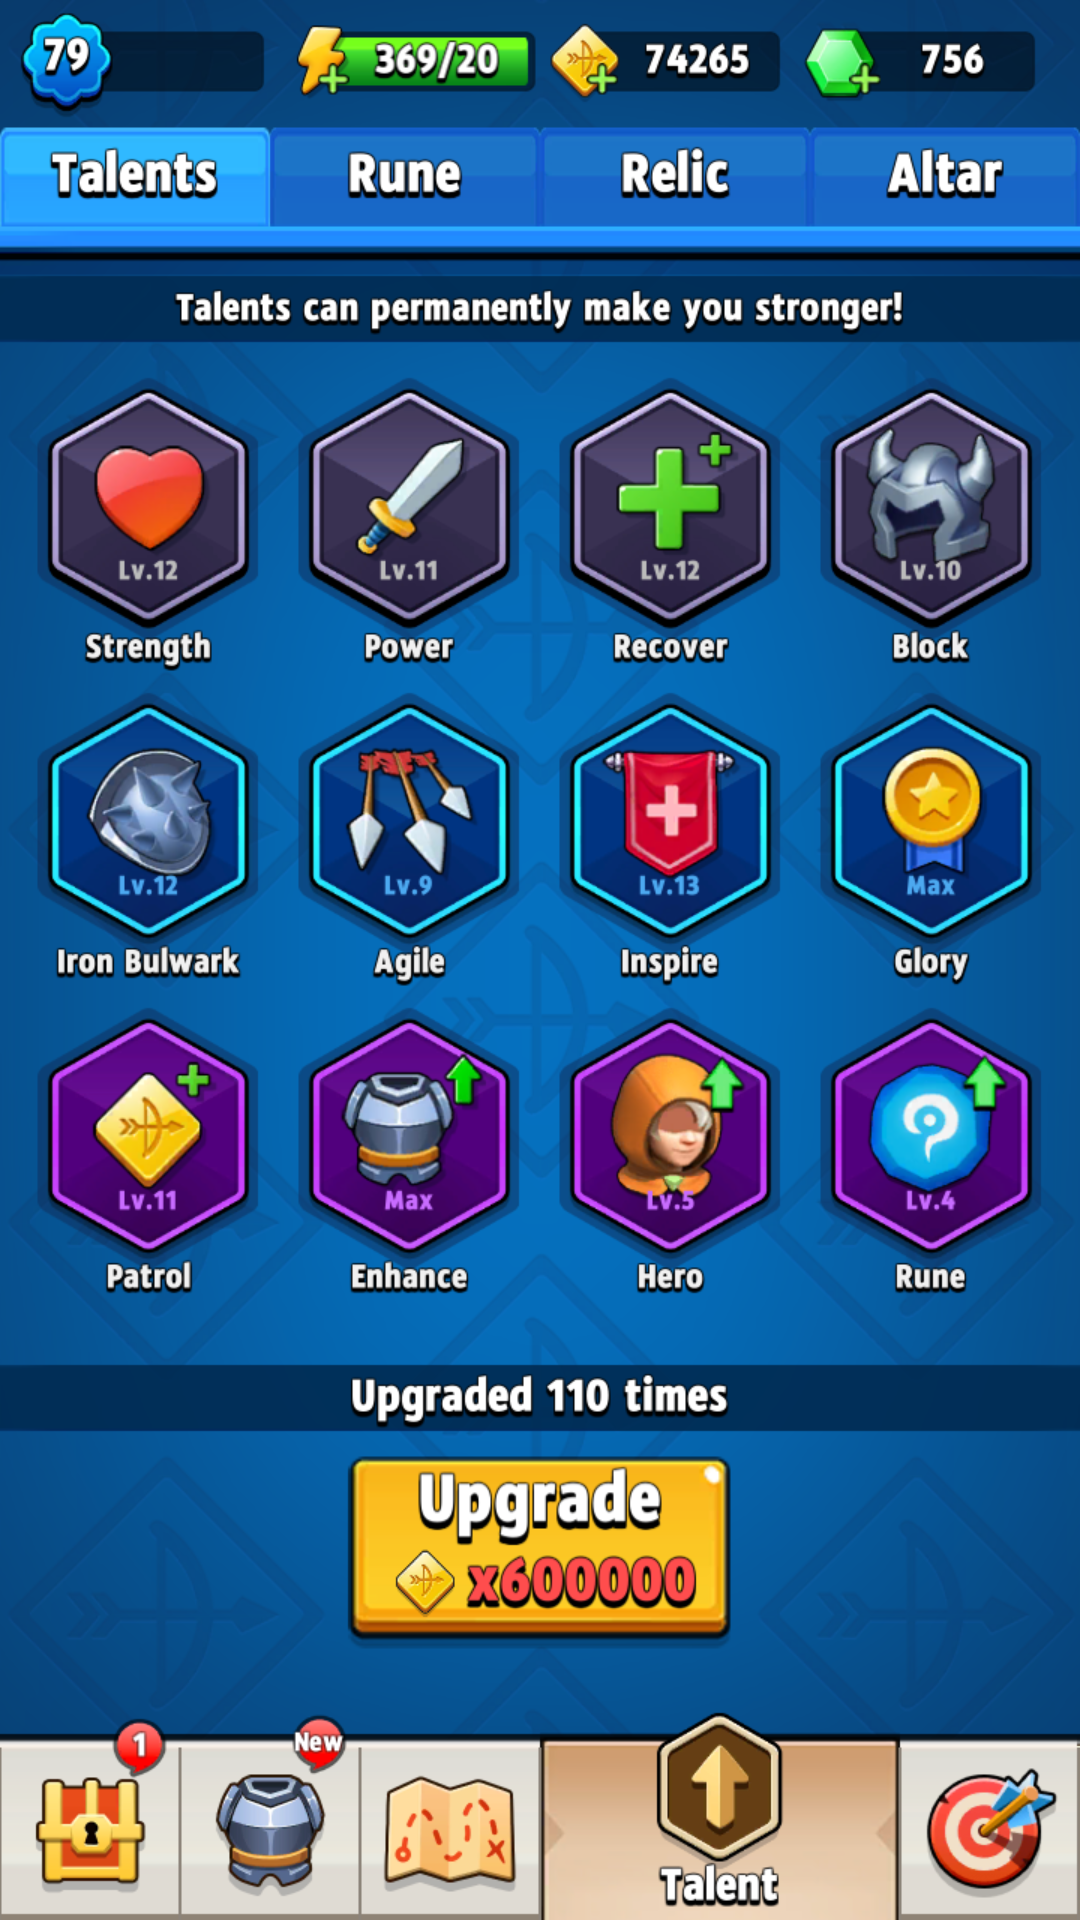 79
369/20
74265
756
Talents
Rune
Relic
Altar
Talents can permanently make you stronger!
Lv.12
Lv.11
Lv.12
Lv.10
Strength
Power
Recover
Block
Lv.12
Lv.9
Lv.13
Max
Iron Bulwark
Agile
Inspire
Glory
Lv.11
Max
Lv.5
Lv.4
Patrol
Enhance
Hero
Rune
Upgraded 110 times
Upgrade
x600000
1
New
Talent